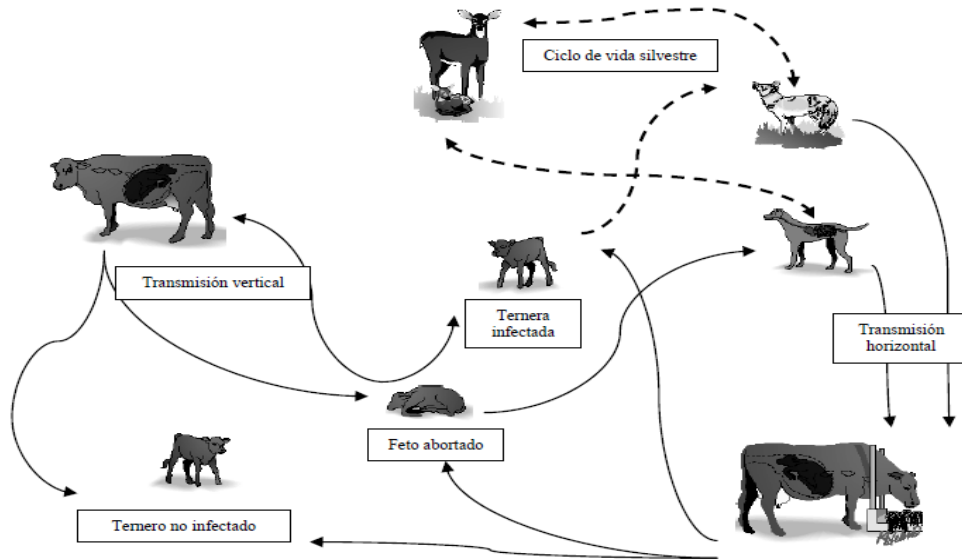 Ciclo de vida silvestre
Transmisión vertical
Ternera
infectada
Transmisión
horizontal
Feto abortado
Ternero no infectado